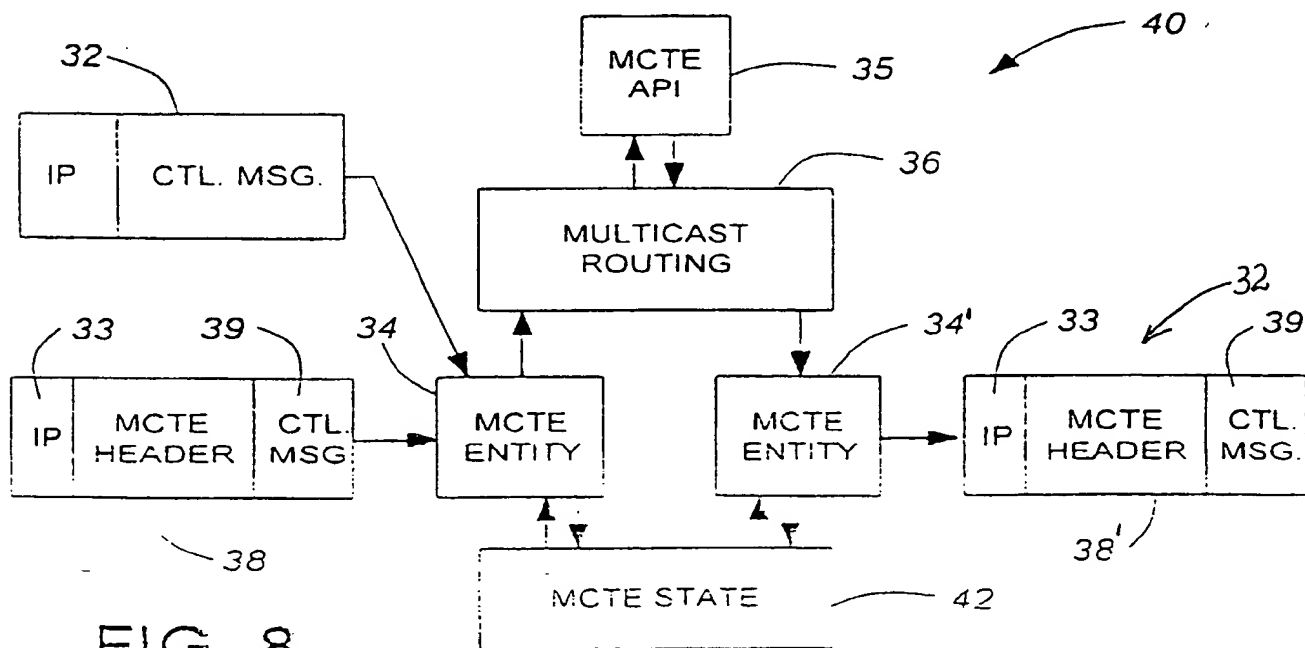 40
MCTE
API
35
32
IP
CTL. MSG.
36
MULTICAST
ROUTING
32
33
39
34
34'
33
39
IP
MCTE
HEADER
CTL.
MSG
MCTE
ENTITY
MCTE
ENTITY
IP
MCTE
HEADER
CTL.
MSG.
38
38'
MCTE STATE
42
FIG. 8